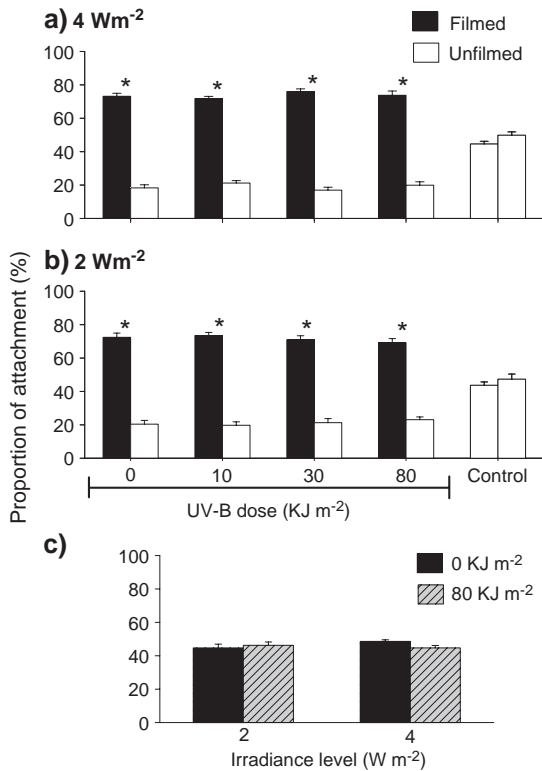 a) 4 Wm-2
Filmed
Unfilmed
100
80
60
40
20
0
* * * *
b) 2 Wm-2
100
80
60
40
20
0
* * * *
0 10 30 80 Control
UV-B dose (KJ m-2)
Proportion of attachment (%)
c)
0 KJ m-2
80 KJ m-2
100
80
60
40
20
0
2 4
Irradiance level (W m-2)